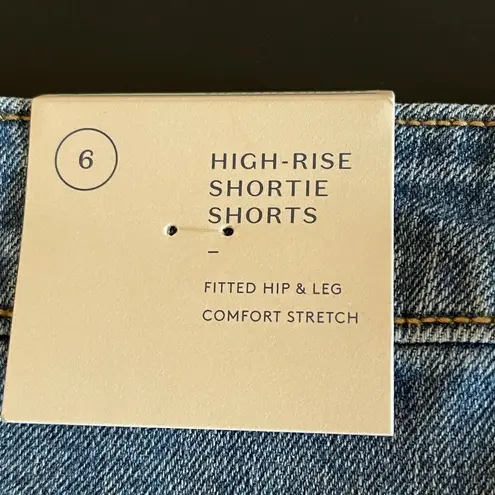 6
HIGH-RISE
SHORTIE
SHORTS
–
FITTED HIP & LEG
COMFORT STRETCH